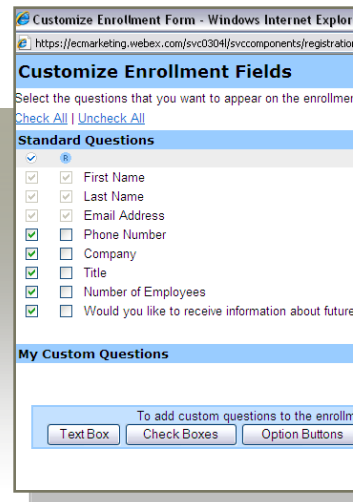 Customize Enrollment Form - Windows Internet Explor
https://ecmarketing.webex.com/svc0304l/svccomponents/registration
Customize Enrollment Fields
Select the questions that you want to appear on the enrollmen
Check All | Uncheck All
Standard Questions
R
First Name
Last Name
Email Address
Phone Number
Company
Title
Number of Employees
Would you like to receive information about future
My Custom Questions
To add custom questions to the enrollm
Text Box Check Boxes Option Buttons